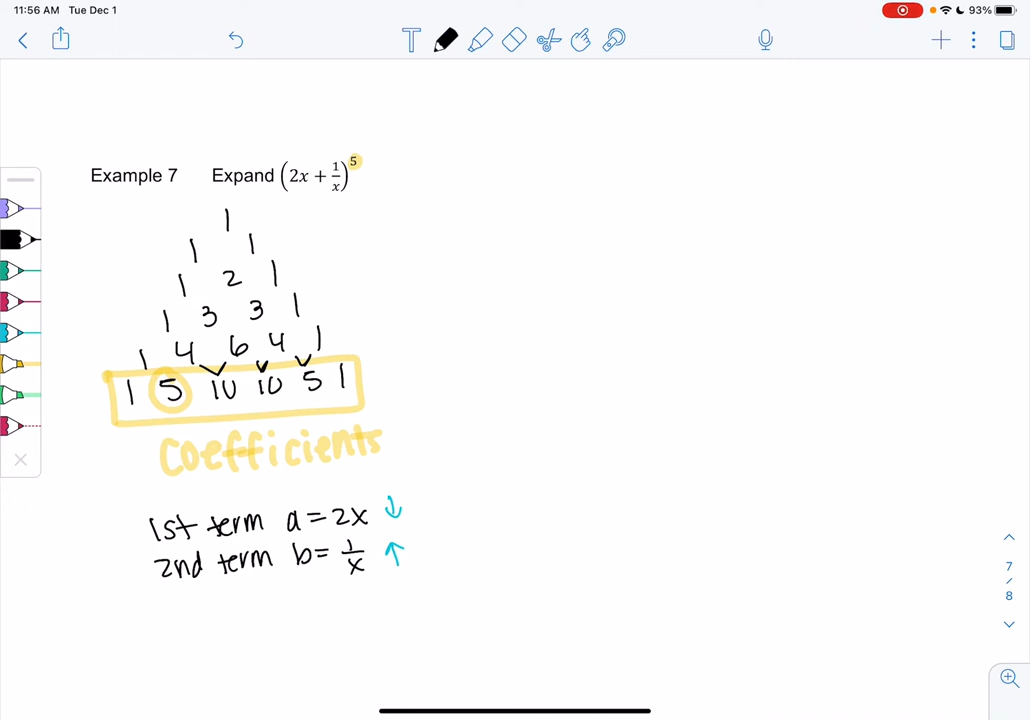 11:56 AM Tue Dec 1
93%
Example 7 Expand (2x + 1/x)^5
1
1 1
1 2 1
1 3 3 1
1 4 6 4 1
1 5 10 10 5 1
coefficients
1st term a = 2x ↓
2nd term b = 1/x ↑
7
/
8